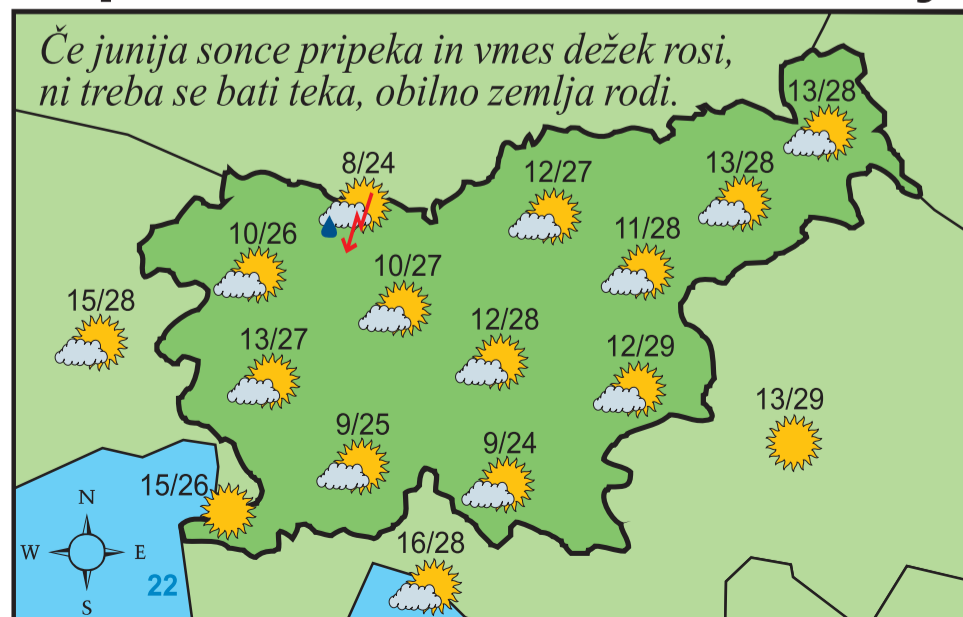 Če junija sonce pripeka in vmes dežek rosi,
ni treba se bati teka, obilno zemlja rodi.
13/28
8/24
12/27
13/28
10/26
11/28
10/27
15/28
12/28
13/27
12/29
13/29
9/25
9/24
15/26
N
16/28
W
E
22
S